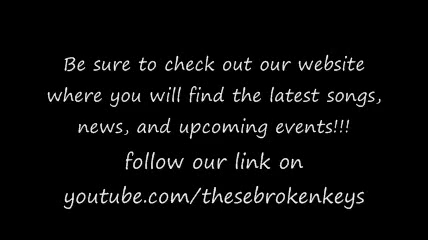 Be sure to check out our website
where you will find the latest songs,
news, and upcoming events!!!
follow our link on
youtube.com/thesebrokenkeys